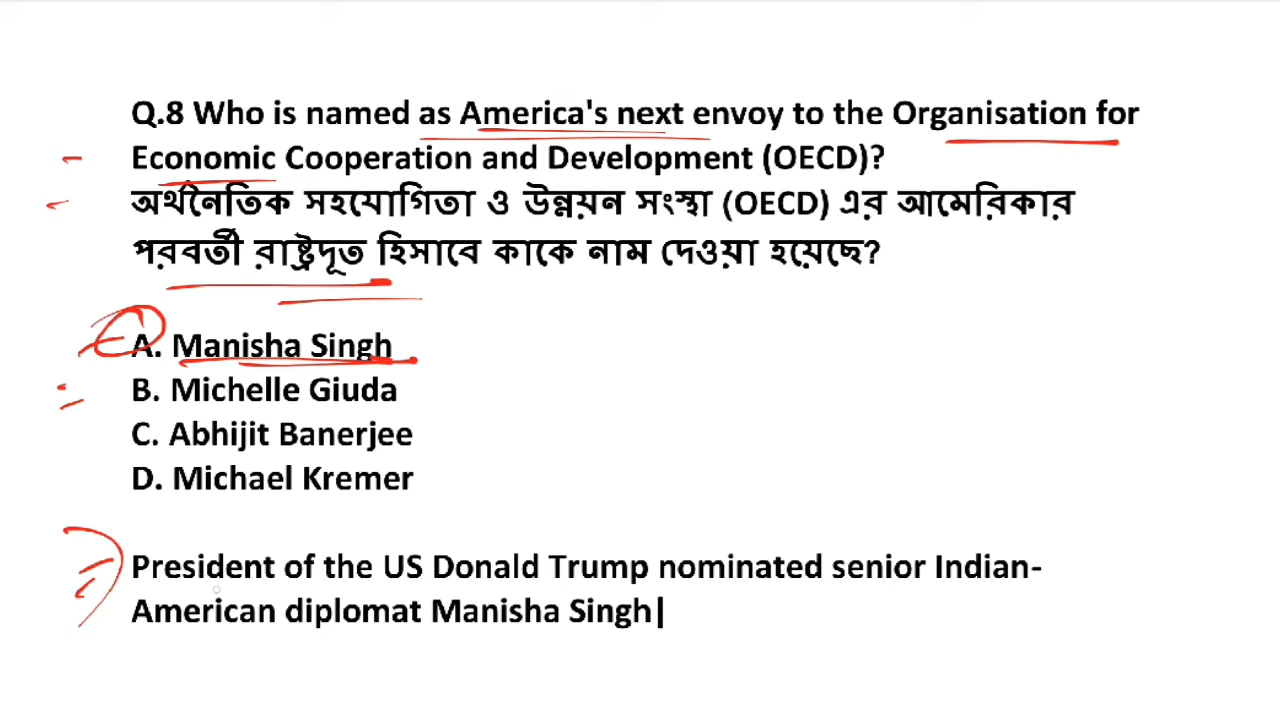 Q.8 Who is named as America's next envoy to the Organisation for
Economic Cooperation and Development (OECD)?
অর্থনৈতিক সহযোগিতা ও উন্নয়ন সংস্থা (OECD) এর আমেরিকার
পরবর্তী রাষ্ট্রদূত হিসাবে কাকে নাম দেওয়া হয়েছে?
A. Manisha Singh
B. Michelle Giuda
C. Abhijit Banerjee
D. Michael Kremer
President of the US Donald Trump nominated senior Indian-
American diplomat Manisha Singh|